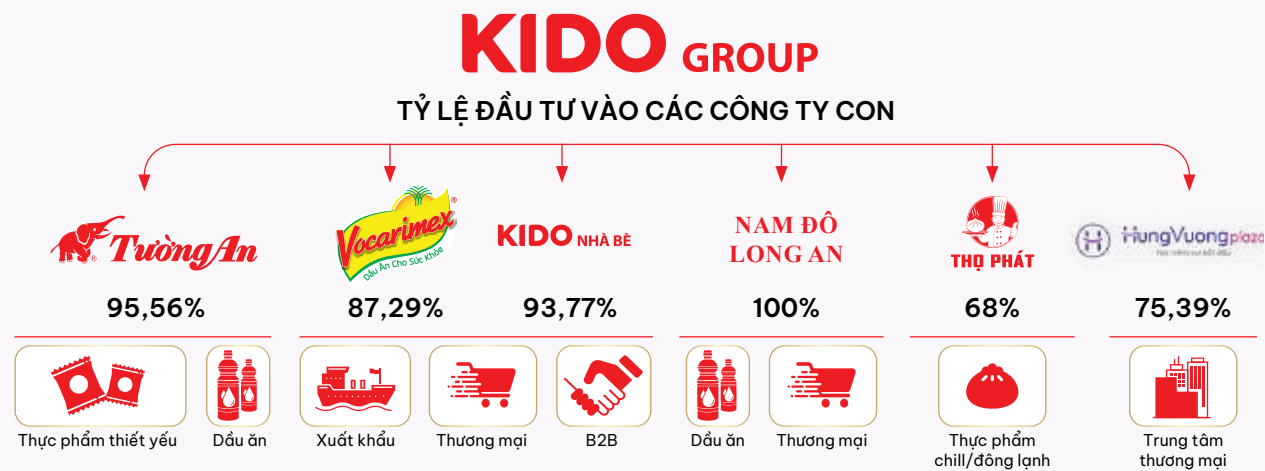 KIDO GROUP
TỶ LỆ ĐẦU TƯ VÀO CÁC CÔNG TY CON
Tường An
95,56%
Vocarimex
Dầu Ăn Cho Sức Khỏe
87,29%
KIDO NHÀ BÈ
93,77%
NAM ĐÔ
LONG AN
100%
THỌ PHÁT
68%
HungVuong plaza
75,39%
Thực phẩm thiết yếu
Dầu ăn
Xuất khẩu
Thương mại
B2B
Dầu ăn
Thương mại
Thực phẩm
chill/đông lạnh
Trung tâm
thương mại